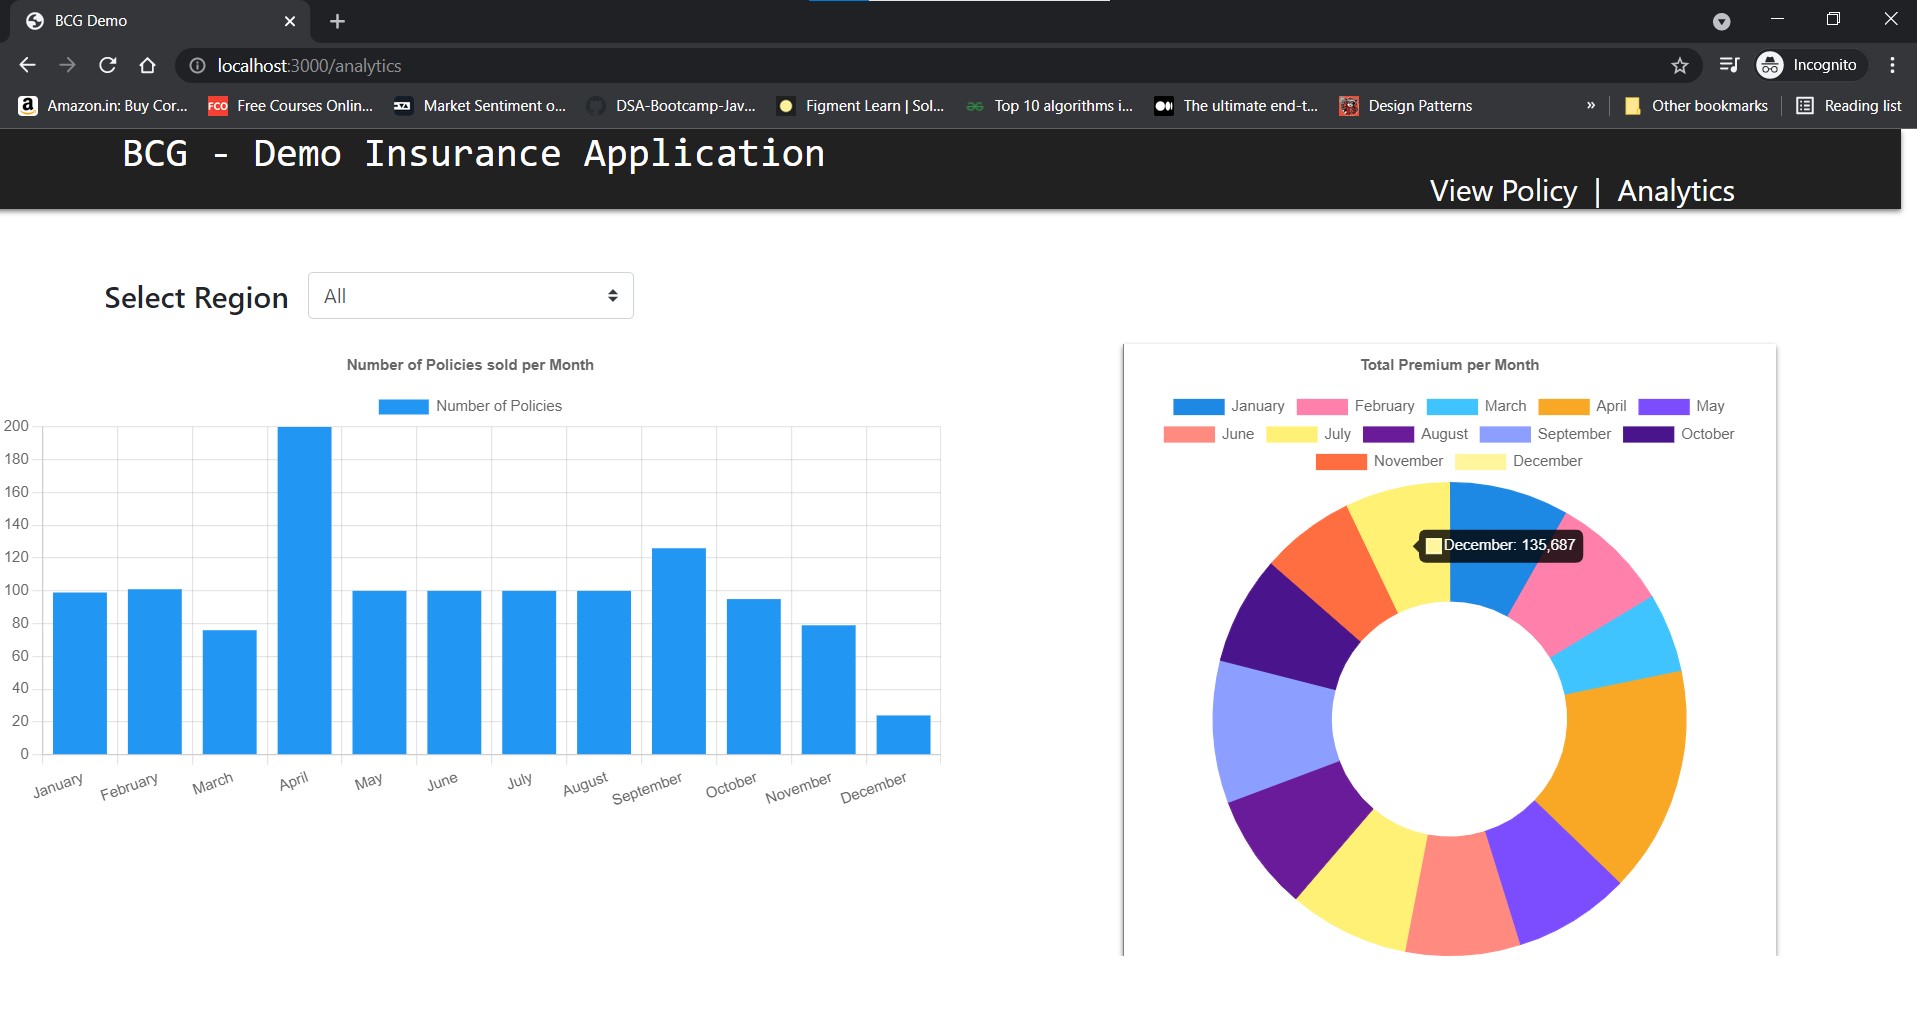 BCG Demo
localhost:3000/analytics
Incognito
Amazon.in: Buy Cor...
FCO Free Courses Onlin...
Market Sentiment o...
DSA-Bootcamp-Jav...
Figment Learn | Sol...
Top 10 algorithms i...
The ultimate end-t...
Design Patterns
»
Other bookmarks
Reading list
BCG - Demo Insurance Application
View Policy | Analytics
Select Region All
Number of Policies sold per Month
Number of Policies
200
180
160
140
120
100
80
60
40
20
0
January February March April May June July August September October November December
Total Premium per Month
January February March April May
June July August September October
November December
December: 135,687